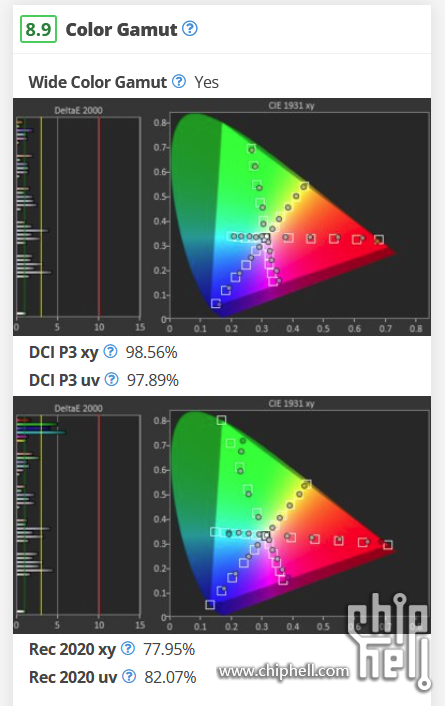 8.9 Color Gamut ?
Wide Color Gamut ? Yes
DeltaE 2000
CIE 1931 xy
0.8
0.7
0.6
0.5
0.4
0.3
0.2
0.1
0
0 5 10 15
0 0.1 0.2 0.3 0.4 0.5 0.6 0.7 0.8
DCI P3 xy ? 98.56%
DCI P3 uv ? 97.89%
DeltaE 2000
CIE 1931 xy
0.8
0.7
0.6
0.5
0.4
0.3
0.2
0.1
0
0 5 10 15
0 0.1 0.2 0.3 0.4 0.5 0.6 0.7 0.8
chip
hell
Rec 2020 xy ? 77.95%
www.chiphell.com
Rec 2020 uv ? 82.07%